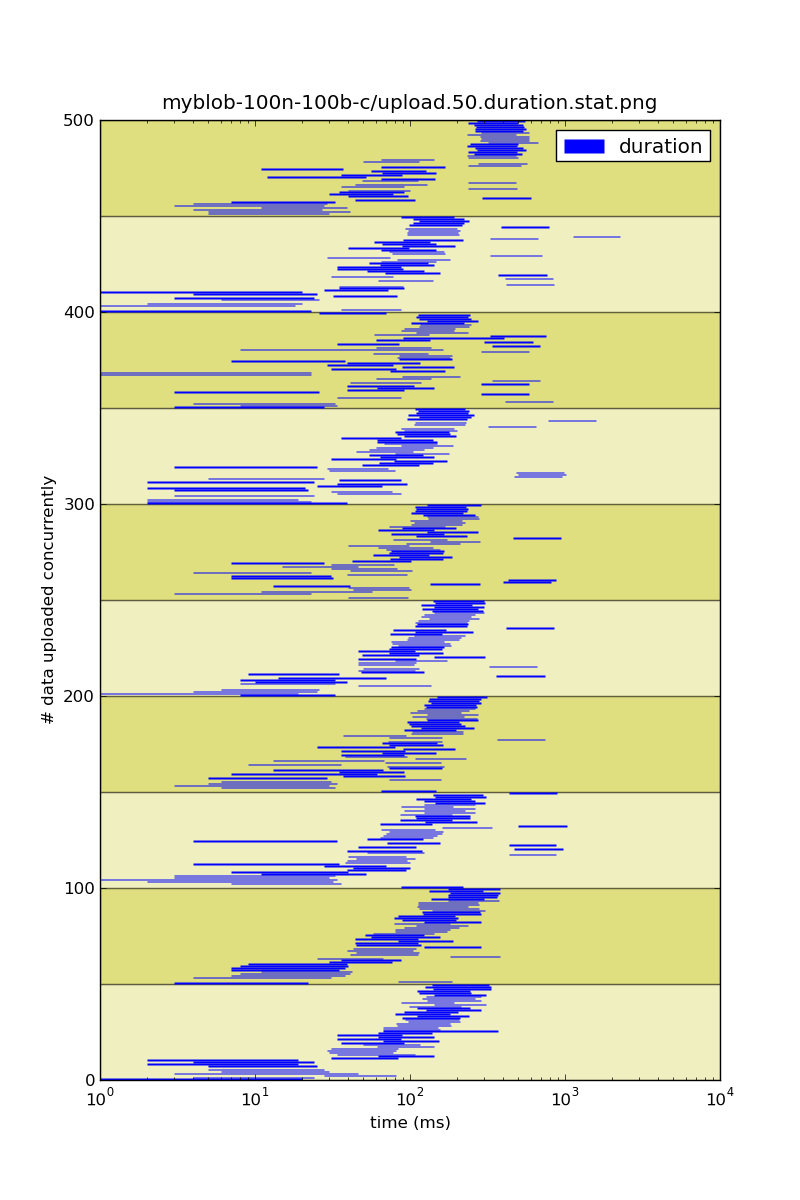 myblob-100n-100b-c/upload.50.duration.stat.png
duration
500
400
300
200
100
0
# data uploaded concurrently
10^0 10^1 10^2 10^3 10^4
time (ms)